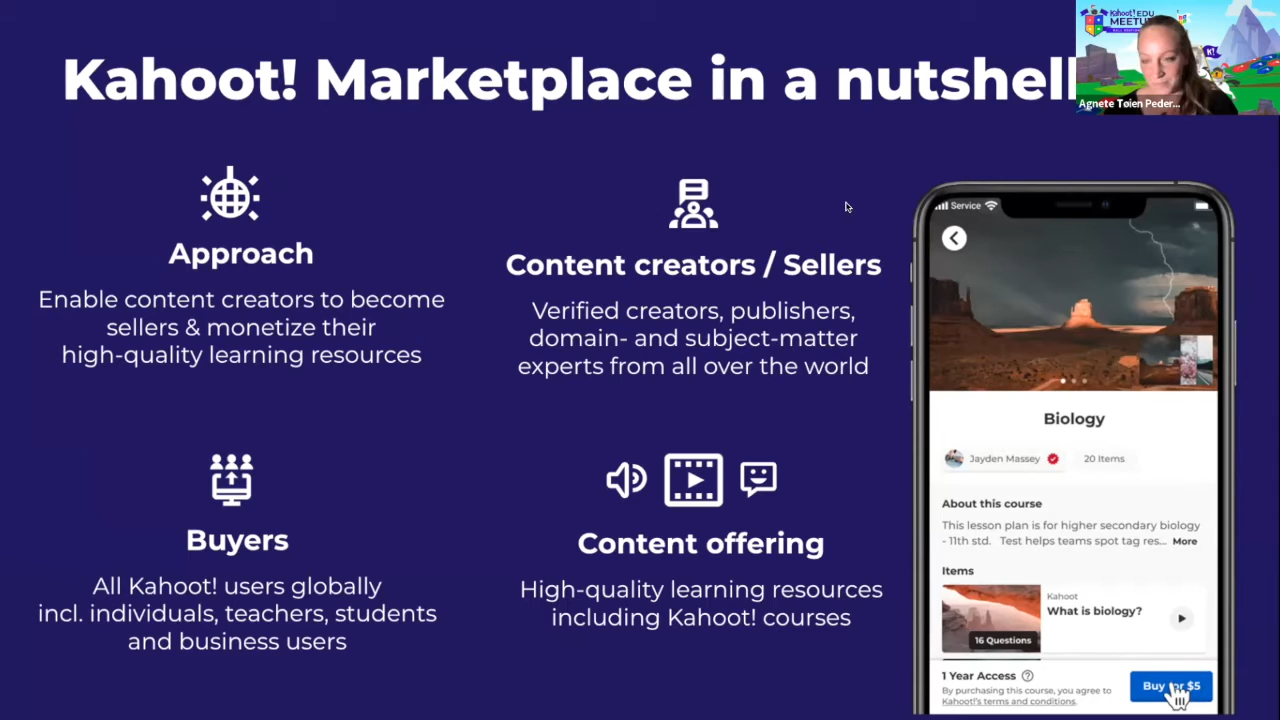 Kahoot! Marketplace in a nutshell
Kahoot! EDU
Agnete Tøien Peder...
Approach
Enable content creators to become
sellers & monetize their
high-quality learning resources
Content creators / Sellers
Verified creators, publishers,
domain- and subject-matter
experts from all over the world
Buyers
All Kahoot! users globally
incl. individuals, teachers, students
and business users
Content offering
High-quality learning resources
including Kahoot! courses
Service
Biology
Jayden Massey
20 Items
About this course
This lesson plan is for higher secondary biology
- 11th std. Test helps teams spot tag res... More
Items
Kahoot
What is biology?
16 Questions
1 Year Access
By purchasing this course, you agree to
Kahoot!'s terms and conditions.
Buy for $5